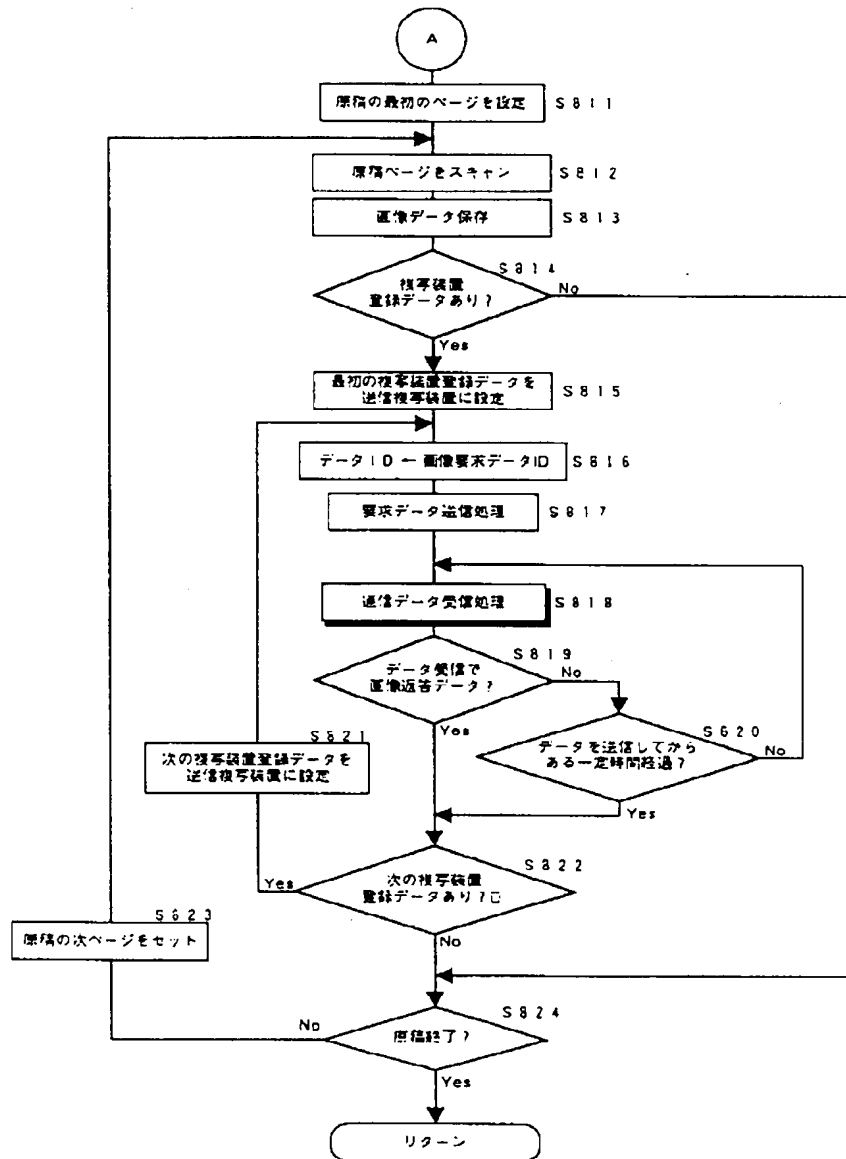 A
原稿の最初のページを設定
S811
原稿ページをスキャン
S812
画像データ保存
S813
S814
複写装置
登録データあり?
No
Yes
最初の複写装置登録データを
送信複写装置に設定
S815
データID ← 画像要求データID
S816
要求データ送信処理
S817
通信データ受信処理
S818
S819
データ受信で
画像返答データ?
No
Yes
S820
データを送信してから
ある一定時間経過?
No
Yes
S821
次の複写装置登録データを
送信複写装置に設定
S822
次の複写装置
登録データあり?
Yes
No
S823
原稿の次ページをセット
S824
原稿終了?
No
Yes
リターン